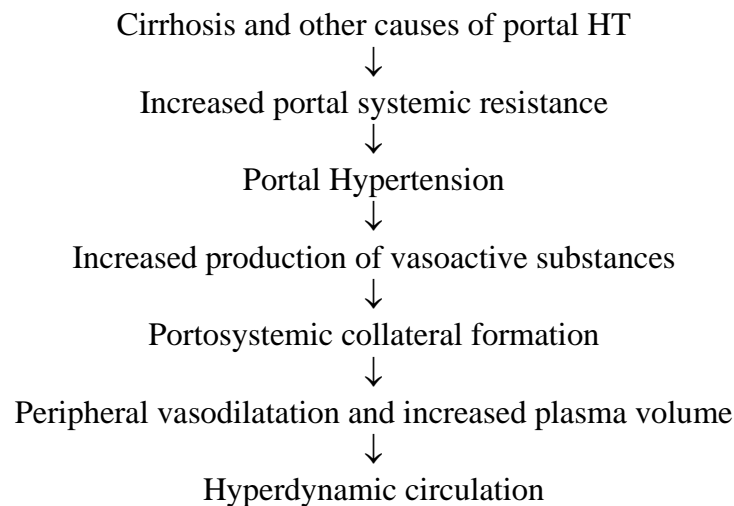 Cirrhosis and other causes of portal HT
↓
Increased portal systemic resistance
↓
Portal Hypertension
↓
Increased production of vasoactive substances
↓
Portosystemic collateral formation
↓
Peripheral vasodilatation and increased plasma volume
↓
Hyperdynamic circulation